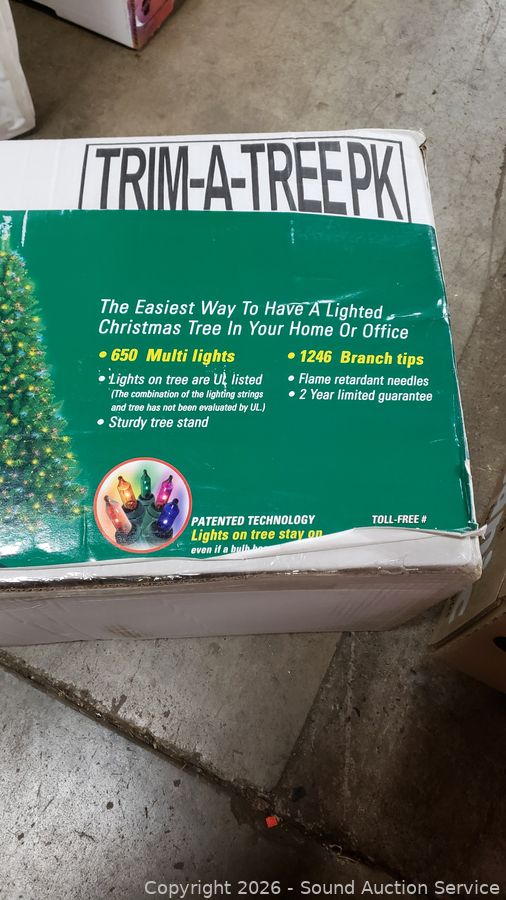 TRIM-A-TREE PK
The Easiest Way To Have A Lighted
Christmas Tree In Your Home Or Office
• 650 Multi lights
• Lights on tree are UL listed
(The combination of the lighting strings
and tree has not been evaluated by UL.)
• Sturdy tree stand
• 1246 Branch tips
• Flame retardant needles
• 2 Year limited guarantee
PATENTED TECHNOLOGY
Lights on tree stay on
even if a bulb
TOLL-FREE #
Copyright 2026 - Sound Auction Service